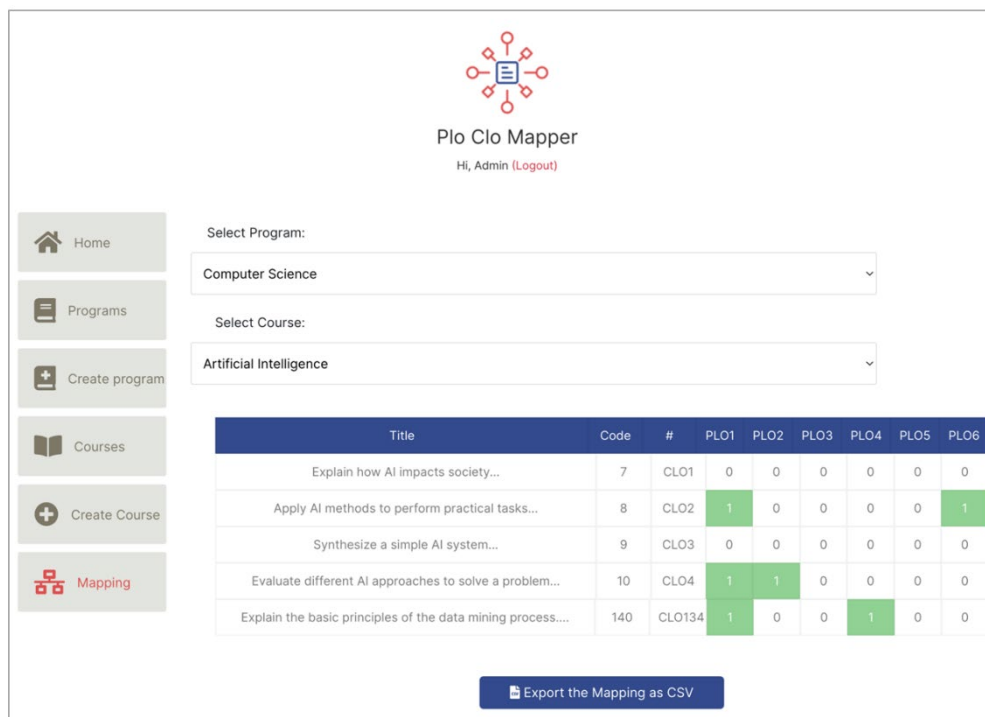 Plo Clo Mapper
Hi, Admin (Logout)
Home
Programs
Create program
Courses
Create Course
Mapping
Select Program:
Computer Science
Select Course:
Artificial Intelligence
Title Code # PLO1 PLO2 PLO3 PLO4 PLO5 PLO6
Explain how AI impacts society... 7 CLO1 0 0 0 0 0 0
Apply AI methods to perform practical tasks... 8 CLO2 1 0 0 0 0 1
Synthesize a simple AI system... 9 CLO3 0 0 0 0 0 0
Evaluate different AI approaches to solve a problem... 10 CLO4 1 1 0 0 0 0
Explain the basic principles of the data mining process.... 140 CLO134 1 0 0 1 0 0
Export the Mapping as CSV